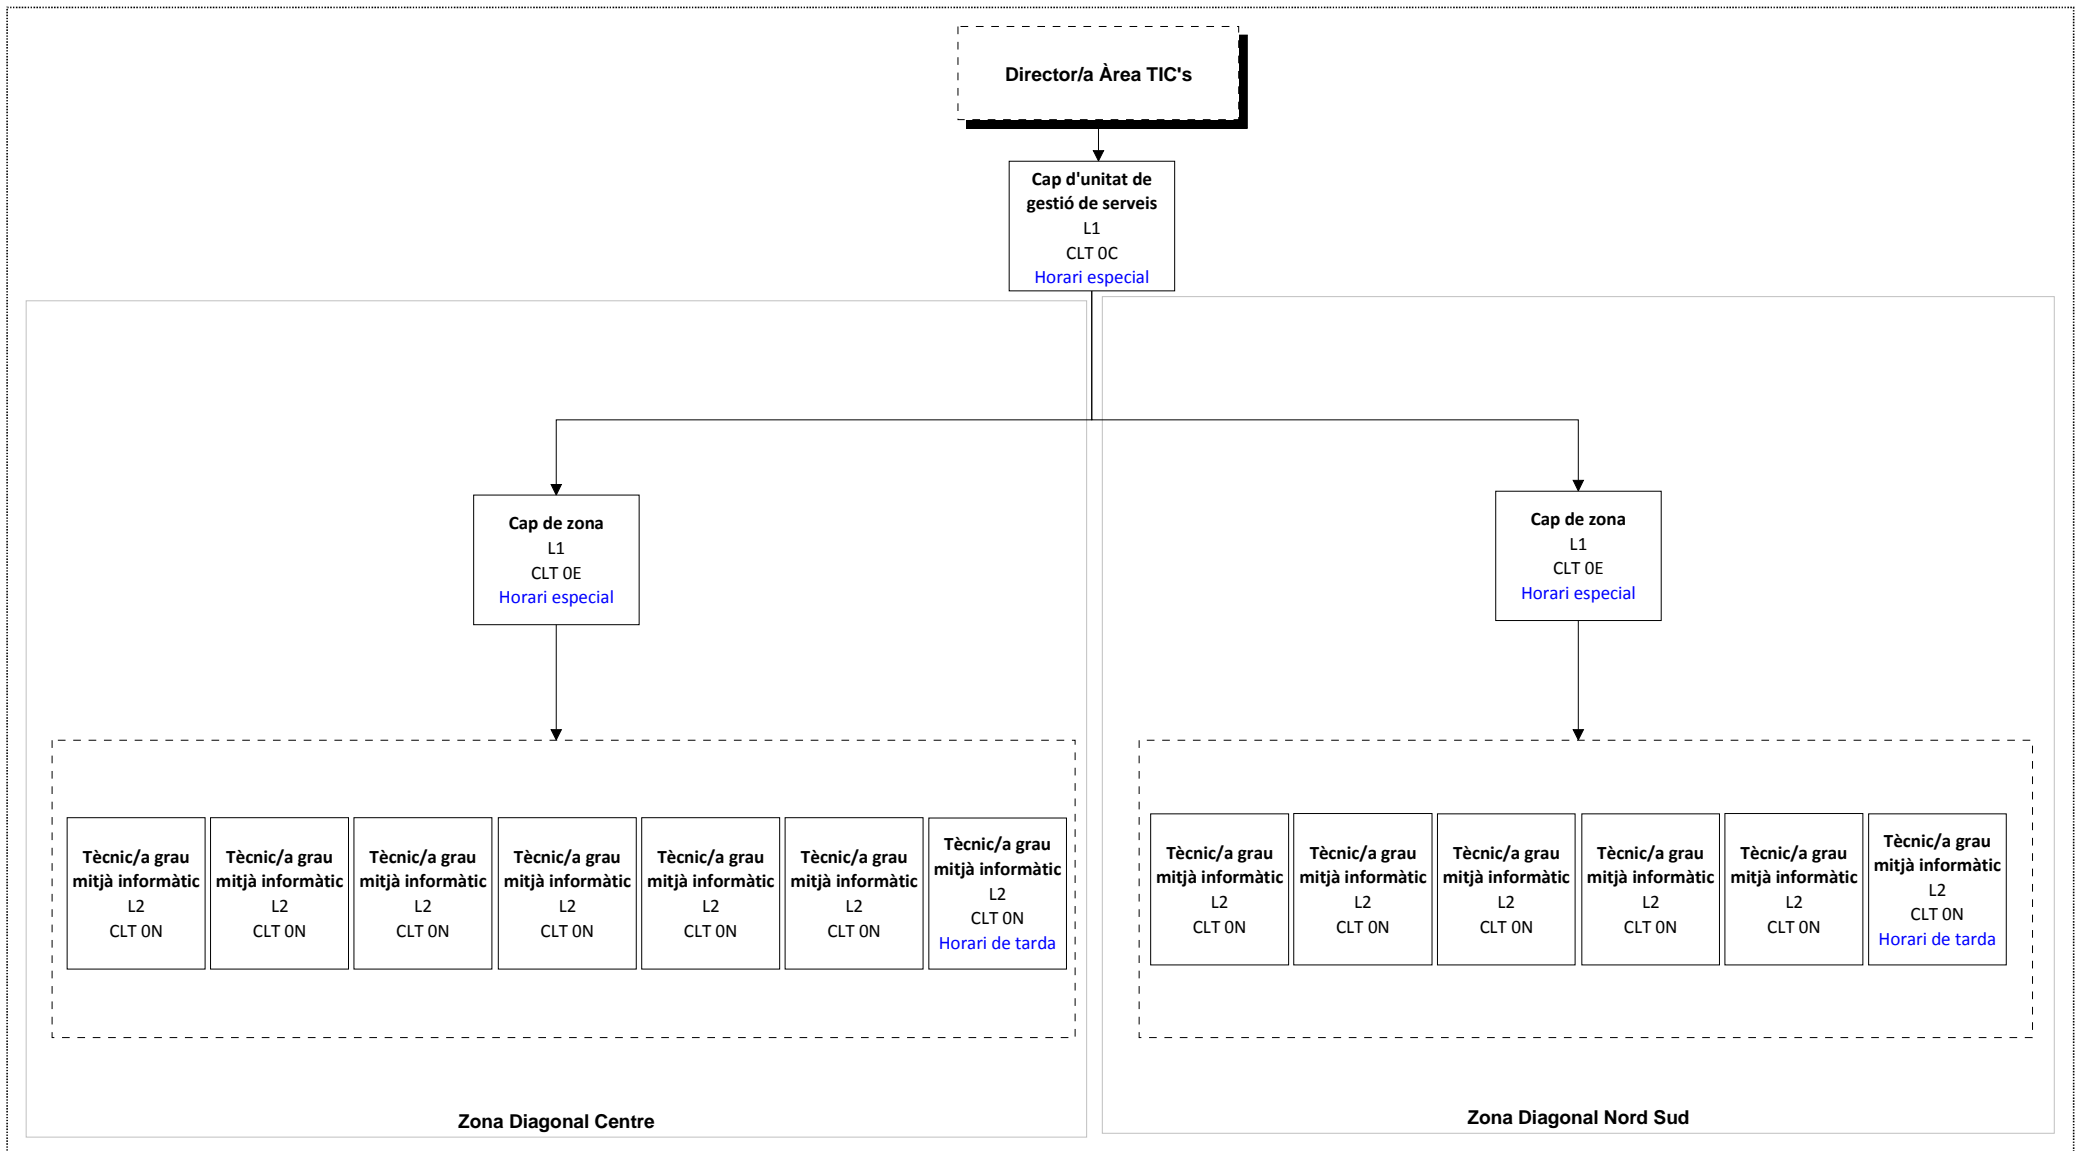 Director/a Àrea TIC's
Cap d'unitat de
gestió de serveis
L1
CLT 0C
Horari especial
Cap de zona
L1
CLT 0E
Horari especial
Cap de zona
L1
CLT 0E
Horari especial
Tècnic/a grau
mitjà informàtic
L2
CLT 0N
Tècnic/a grau
mitjà informàtic
L2
CLT 0N
Tècnic/a grau
mitjà informàtic
L2
CLT 0N
Tècnic/a grau
mitjà informàtic
L2
CLT 0N
Tècnic/a grau
mitjà informàtic
L2
CLT 0N
Tècnic/a grau
mitjà informàtic
L2
CLT 0N
Tècnic/a grau
mitjà informàtic
L2
CLT 0N
Horari de tarda
Tècnic/a grau
mitjà informàtic
L2
CLT 0N
Tècnic/a grau
mitjà informàtic
L2
CLT 0N
Tècnic/a grau
mitjà informàtic
L2
CLT 0N
Tècnic/a grau
mitjà informàtic
L2
CLT 0N
Tècnic/a grau
mitjà informàtic
L2
CLT 0N
Tècnic/a grau
mitjà informàtic
L2
CLT 0N
Horari de tarda
Zona Diagonal Centre
Zona Diagonal Nord Sud